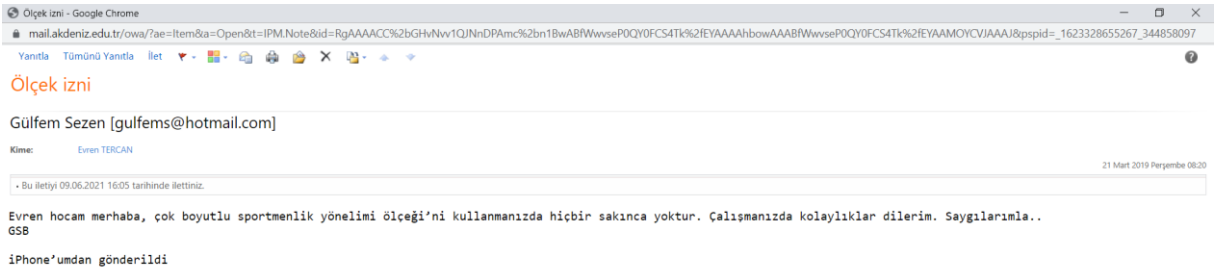 Ölçek izni - Google Chrome
mail.akdeniz.edu.tr/owa/?ae=Item&a=Open&t=IPM.Note&id=RgAAAACC%2bGHvNvv1QJNnDPAmc%2bn1BwABfWwvseP0QY0FCS4Tk%2fEYAAAAhbowAAABfWwvseP0QY0FCS4Tk%2fEYAAMOYCVJAAAJ&pspid=_1623328655267_344858097
Yanıtla Tümünü Yanıtla İlet
Ölçek izni
Gülfem Sezen [gulfems@hotmail.com]
Kime: Evren TERCAN
21 Mart 2019 Perşembe 08:20
• Bu iletiyi 09.06.2021 16:05 tarihinde ilettiniz.
Evren hocam merhaba, çok boyutlu sportmenlik yönelimi ölçeği’ni kullanmanızda hiçbir sakınca yoktur. Çalışmanızda kolaylıklar dilerim. Saygılarımla..
GSB
iPhone’umdan gönderildi